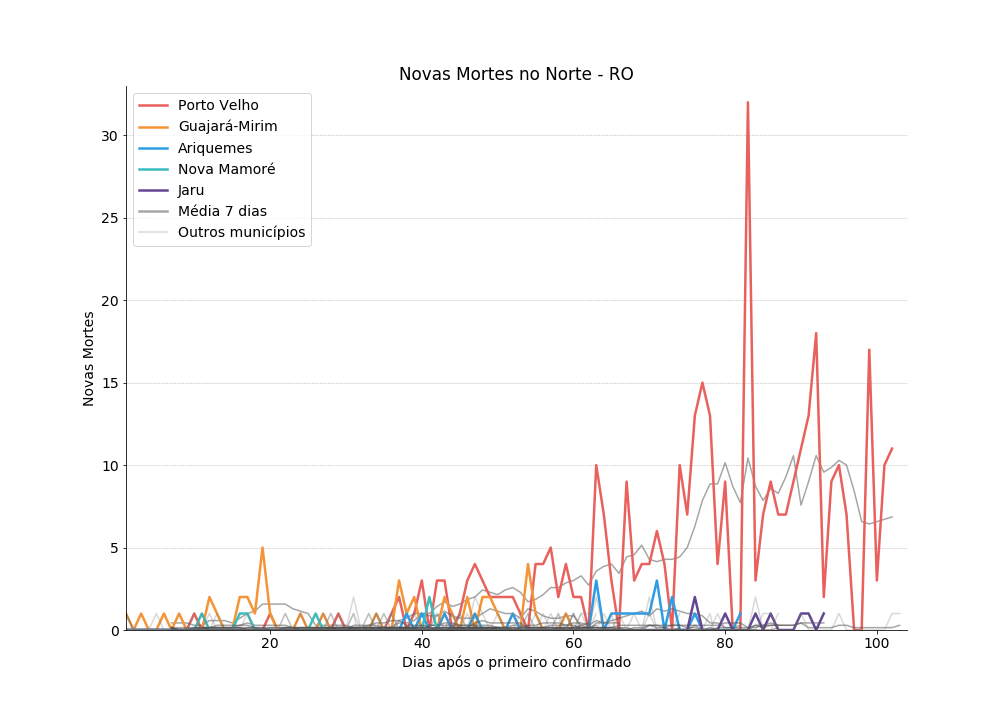 Novas Mortes no Norte - RO
Porto Velho
Guajará-Mirim
Ariquemes
Nova Mamoré
Jaru
Média 7 dias
Outros municípios
Novas Mortes
30
25
20
15
10
5
0
20
40
60
80
100
Dias após o primeiro confirmado